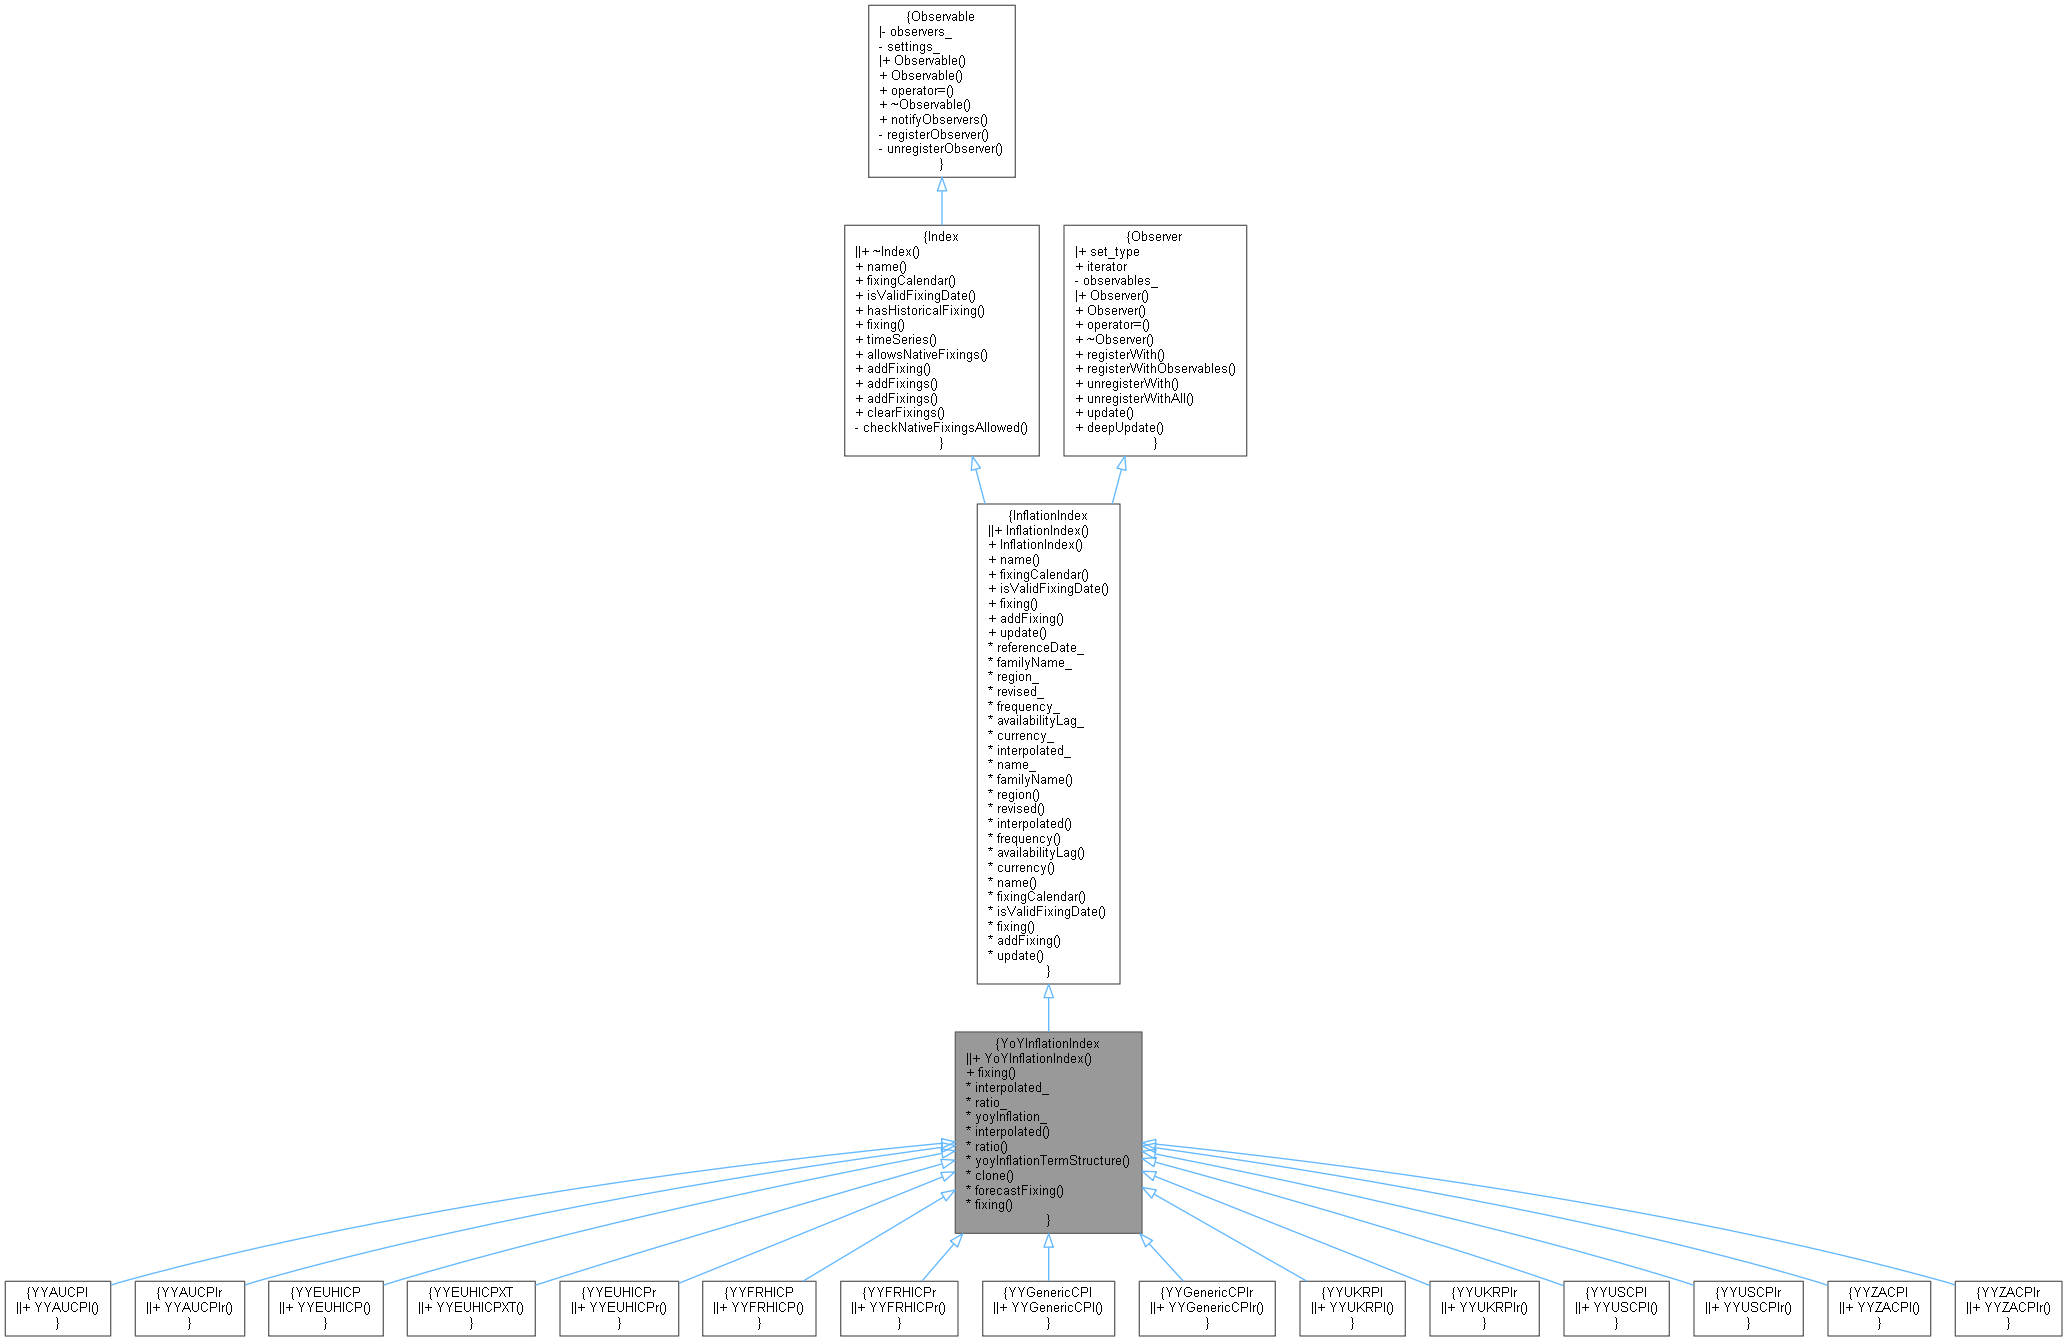 {Observable
|- observers_
- settings_
|+ Observable()
+ Observable()
+ operator=()
+ ~Observable()
+ notifyObservers()
- registerObserver()
- unregisterObserver()
}
{Index
||+ ~Index()
+ name()
+ fixingCalendar()
+ isValidFixingDate()
+ hasHistoricalFixing()
+ fixing()
+ timeSeries()
+ allowsNativeFixings()
+ addFixing()
+ addFixings()
+ addFixings()
+ clearFixings()
- checkNativeFixingsAllowed()
}
{Observer
|+ set_type
+ iterator
- observables_
|+ Observer()
+ Observer()
+ operator=()
+ ~Observer()
+ registerWith()
+ registerWithObservables()
+ unregisterWith()
+ unregisterWithAll()
+ update()
+ deepUpdate()
}
{InflationIndex
||+ InflationIndex()
+ InflationIndex()
+ name()
+ fixingCalendar()
+ isValidFixingDate()
+ fixing()
+ addFixing()
+ update()
* referenceDate_
* familyName_
* region_
* revised_
* frequency_
* availabilityLag_
* currency_
* interpolated_
* name_
* familyName()
* region()
* revised()
* interpolated()
* frequency()
* availabilityLag()
* currency()
* name()
* fixingCalendar()
* isValidFixingDate()
* fixing()
* addFixing()
* update()
}
{YoYInflationIndex
||+ YoYInflationIndex()
+ fixing()
* interpolated_
* ratio_
* yoyInflation_
* interpolated()
* ratio()
* yoyInflationTermStructure()
* clone()
* forecastFixing()
* fixing()
}
{YYAUCPI
||+ YYAUCPI()
}
{YYAUCPIr
||+ YYAUCPIr()
}
{YYEUHICP
||+ YYEUHICP()
}
{YYEUHICPXT
||+ YYEUHICPXT()
}
{YYEUHICPr
||+ YYEUHICPr()
}
{YYFRHICP
||+ YYFRHICP()
}
{YYFRHICPr
||+ YYFRHICPr()
}
{YYGenericCPI
||+ YYGenericCPI()
}
{YYGenericCPIr
||+ YYGenericCPIr()
}
{YYUKRPI
||+ YYUKRPI()
}
{YYUKRPIr
||+ YYUKRPIr()
}
{YYUSCPI
||+ YYUSCPI()
}
{YYUSCPIr
||+ YYUSCPIr()
}
{YYZACPI
||+ YYZACPI()
}
{YYZACPIr
||+ YYZACPIr()
}